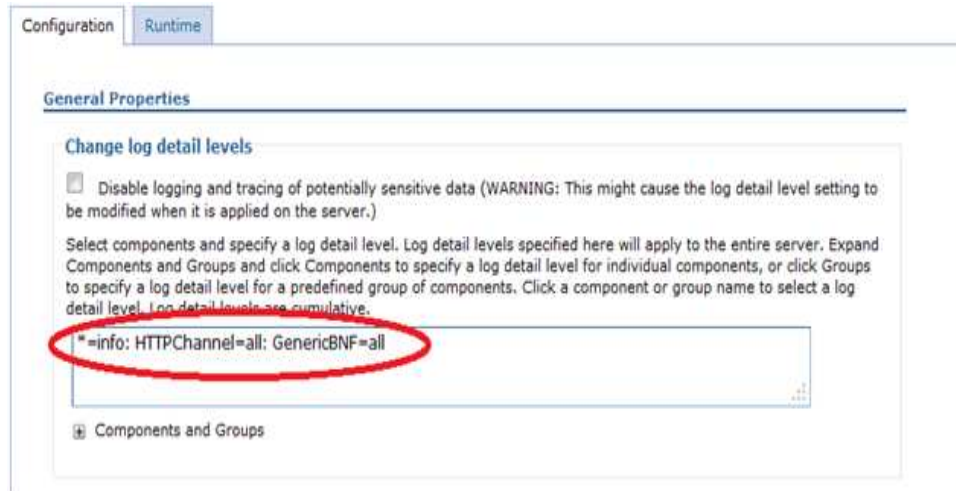 Configuration
Runtime
General Properties
Change log detail levels
Disable logging and tracing of potentially sensitive data (WARNING: This might cause the log detail level setting to
be modified when it is applied on the server.)
Select components and specify a log detail level. Log detail levels specified here will apply to the entire server. Expand
Components and Groups and click Components to specify a log detail level for individual components, or click Groups
to specify a log detail level for a predefined group of components. Click a component or group name to select a log
detail level. Log detail levels are cumulative.
*=info: HTTPChannel=all: GenericBNF=all
Components and Groups